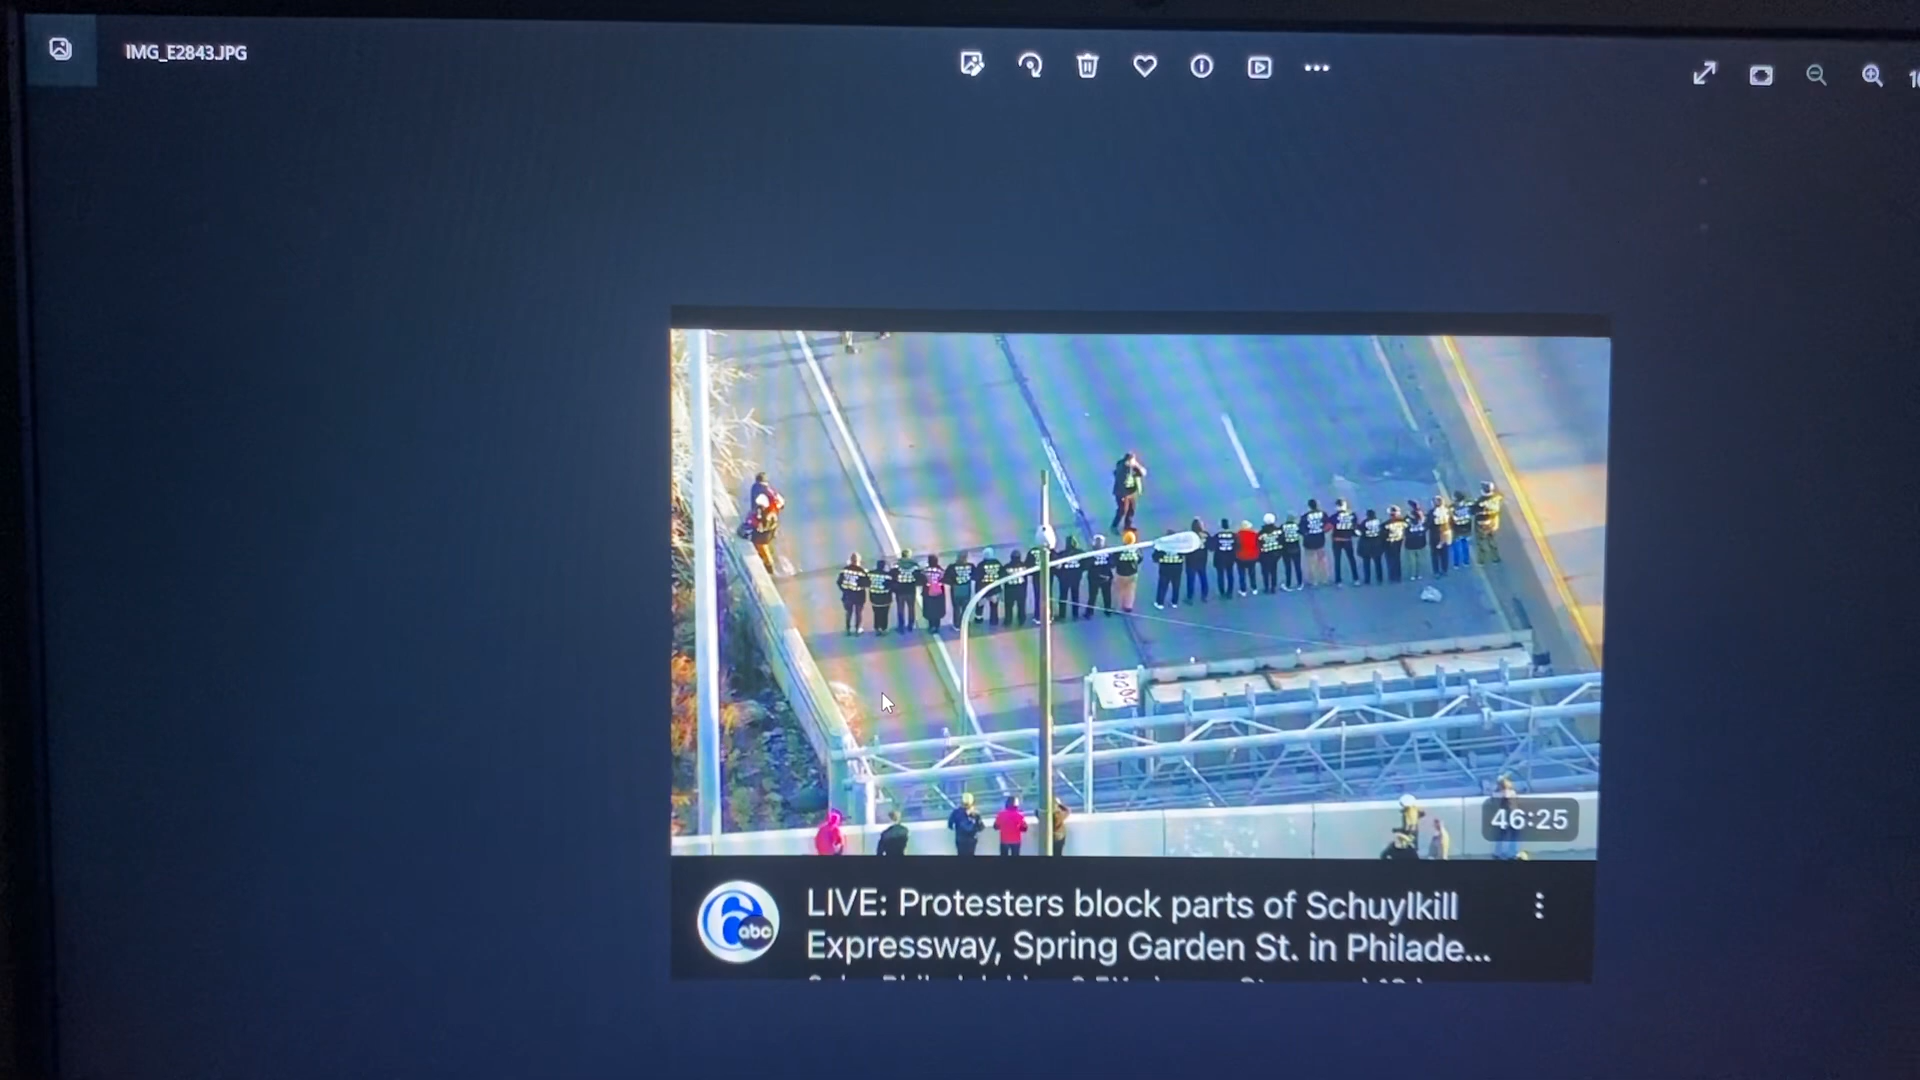 IMG_E2843.JPG
46:25
abc
LIVE: Protesters block parts of Schuylkill
Expressway, Spring Garden St. in Philade...